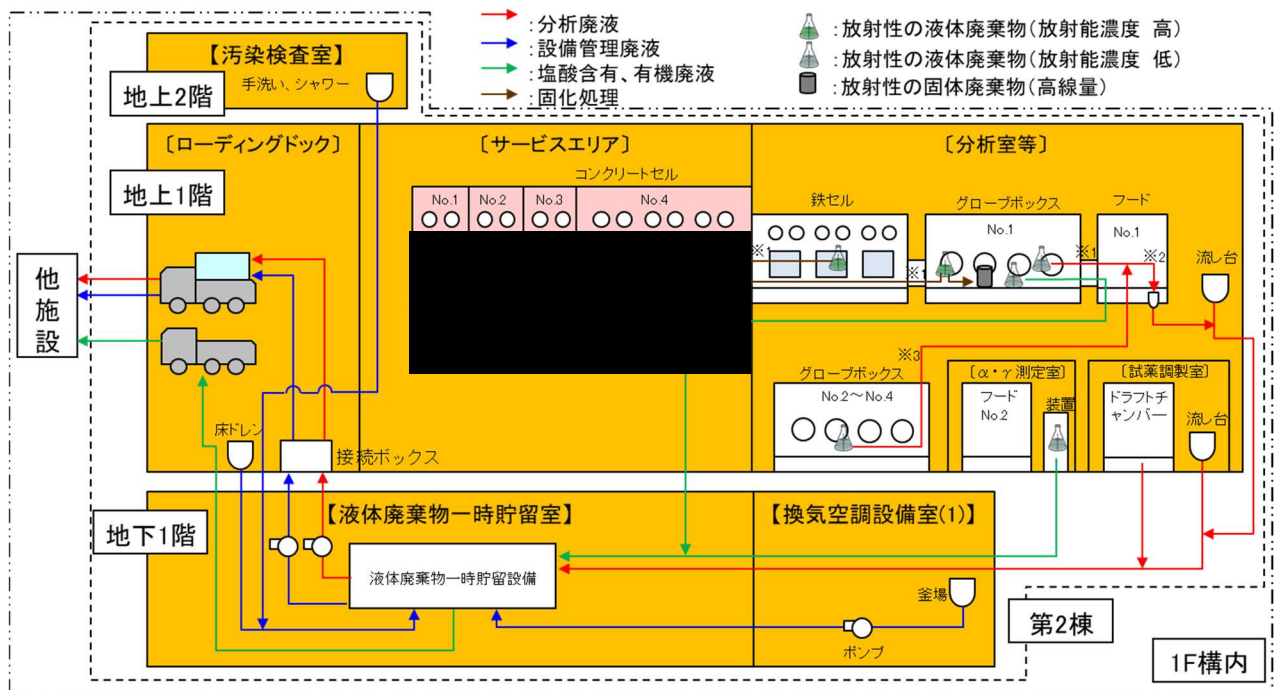 :分析廃液
:設備管理廃液
:塩酸含有、有機廃液
:固化処理
:放射性の液体廃棄物(放射能濃度 高)
:放射性の液体廃棄物(放射能濃度 低)
:放射性の固体廃棄物(高線量)
【汚染検査室】
手洗い、シャワー
地上2階
〔ローディングドック〕
〔サービスエリア〕
〔分析室等〕
地上1階
コンクリートセル
No.1
No.2
No.3
No.4
鉄セル
グローブボックス
No.1
フード
No.1
※1
※1
※1
※2
流し台
他施設
※3
グローブボックス
No.2~No.4
〔α・γ測定室〕
フード
No.2
装置
〔試薬調製室〕
ドラフトチ
ャンバー
流し台
床ドレン
接続ボックス
地下1階
【液体廃棄物一時貯留室】
【換気空調設備室(1)】
液体廃棄物一時貯留設備
釜場
ポンプ
第2棟
1F構内